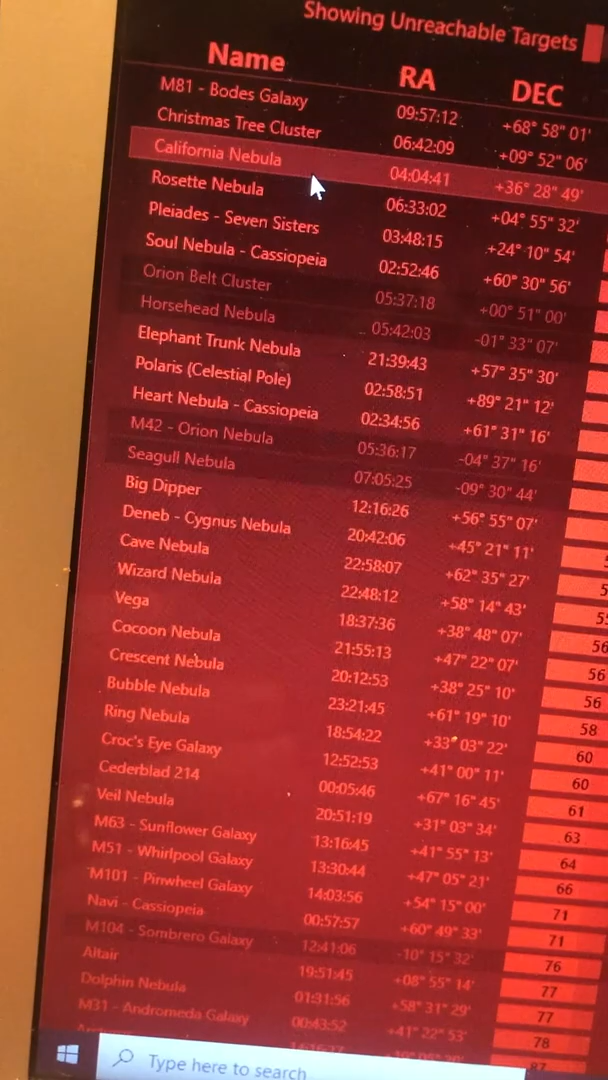 Showing Unreachable Targets
Name RA DEC
M81 - Bodes Galaxy 09:57:12 +68° 58" 01'
Christmas Tree Cluster 06:42:09 +09° 52" 06'
California Nebula 04:04:41 +36° 28" 49'
Rosette Nebula 06:33:02 +04° 55" 32'
Pleiades - Seven Sisters 03:48:15 +24° 10" 54'
Soul Nebula - Cassiopeia 02:52:46 +60° 30" 56'
Orion Belt Cluster 05:37:18 +00° 51" 00'
Horsehead Nebula 05:42:03 -01° 33" 07'
Elephant Trunk Nebula 21:39:43 +57° 35" 30'
Polaris (Celestial Pole) 02:58:51 +89° 21" 12'
Heart Nebula - Cassiopeia 02:34:56 +61° 31" 16'
M42 - Orion Nebula 05:36:17 -04° 37" 16'
Seagull Nebula 07:05:25 -09° 30" 44'
Big Dipper 12:16:26 +56° 55" 07'
Deneb - Cygnus Nebula 20:42:06 +45° 21" 11'
Cave Nebula 22:58:07 +62° 35" 27'
Wizard Nebula 22:48:12 +58° 14" 43'
Vega 18:37:36 +38° 48" 07'
Cocoon Nebula 21:55:13 +47° 22" 07' 56
Crescent Nebula 20:12:53 +38° 25" 10' 56
Bubble Nebula 23:21:45 +61° 19" 10' 56
Ring Nebula 18:54:22 +33° 03" 22' 58
Croc's Eye Galaxy 12:52:53 +41° 00" 11' 60
Cederblad 214 00:05:46 +67° 16" 45' 60
Veil Nebula 20:51:19 +31° 03" 34' 61
M63 - Sunflower Galaxy 13:16:45 +41° 55" 13' 63
M51 - Whirlpool Galaxy 13:30:44 +47° 05" 21' 64
M101 - Pinwheel Galaxy 14:03:56 +54° 15" 00' 66
Navi - Cassiopeia 00:57:57 +60° 49" 33' 71
M104 - Sombrero Galaxy 12:41:06 -10° 15" 32' 71
Altair 19:51:45 +08° 55" 14' 76
Dolphin Nebula 01:31:56 +58° 31" 29' 77
M31 - Andromeda Galaxy 00:43:52 +41° 22" 53' 77
78
87
Type here to search